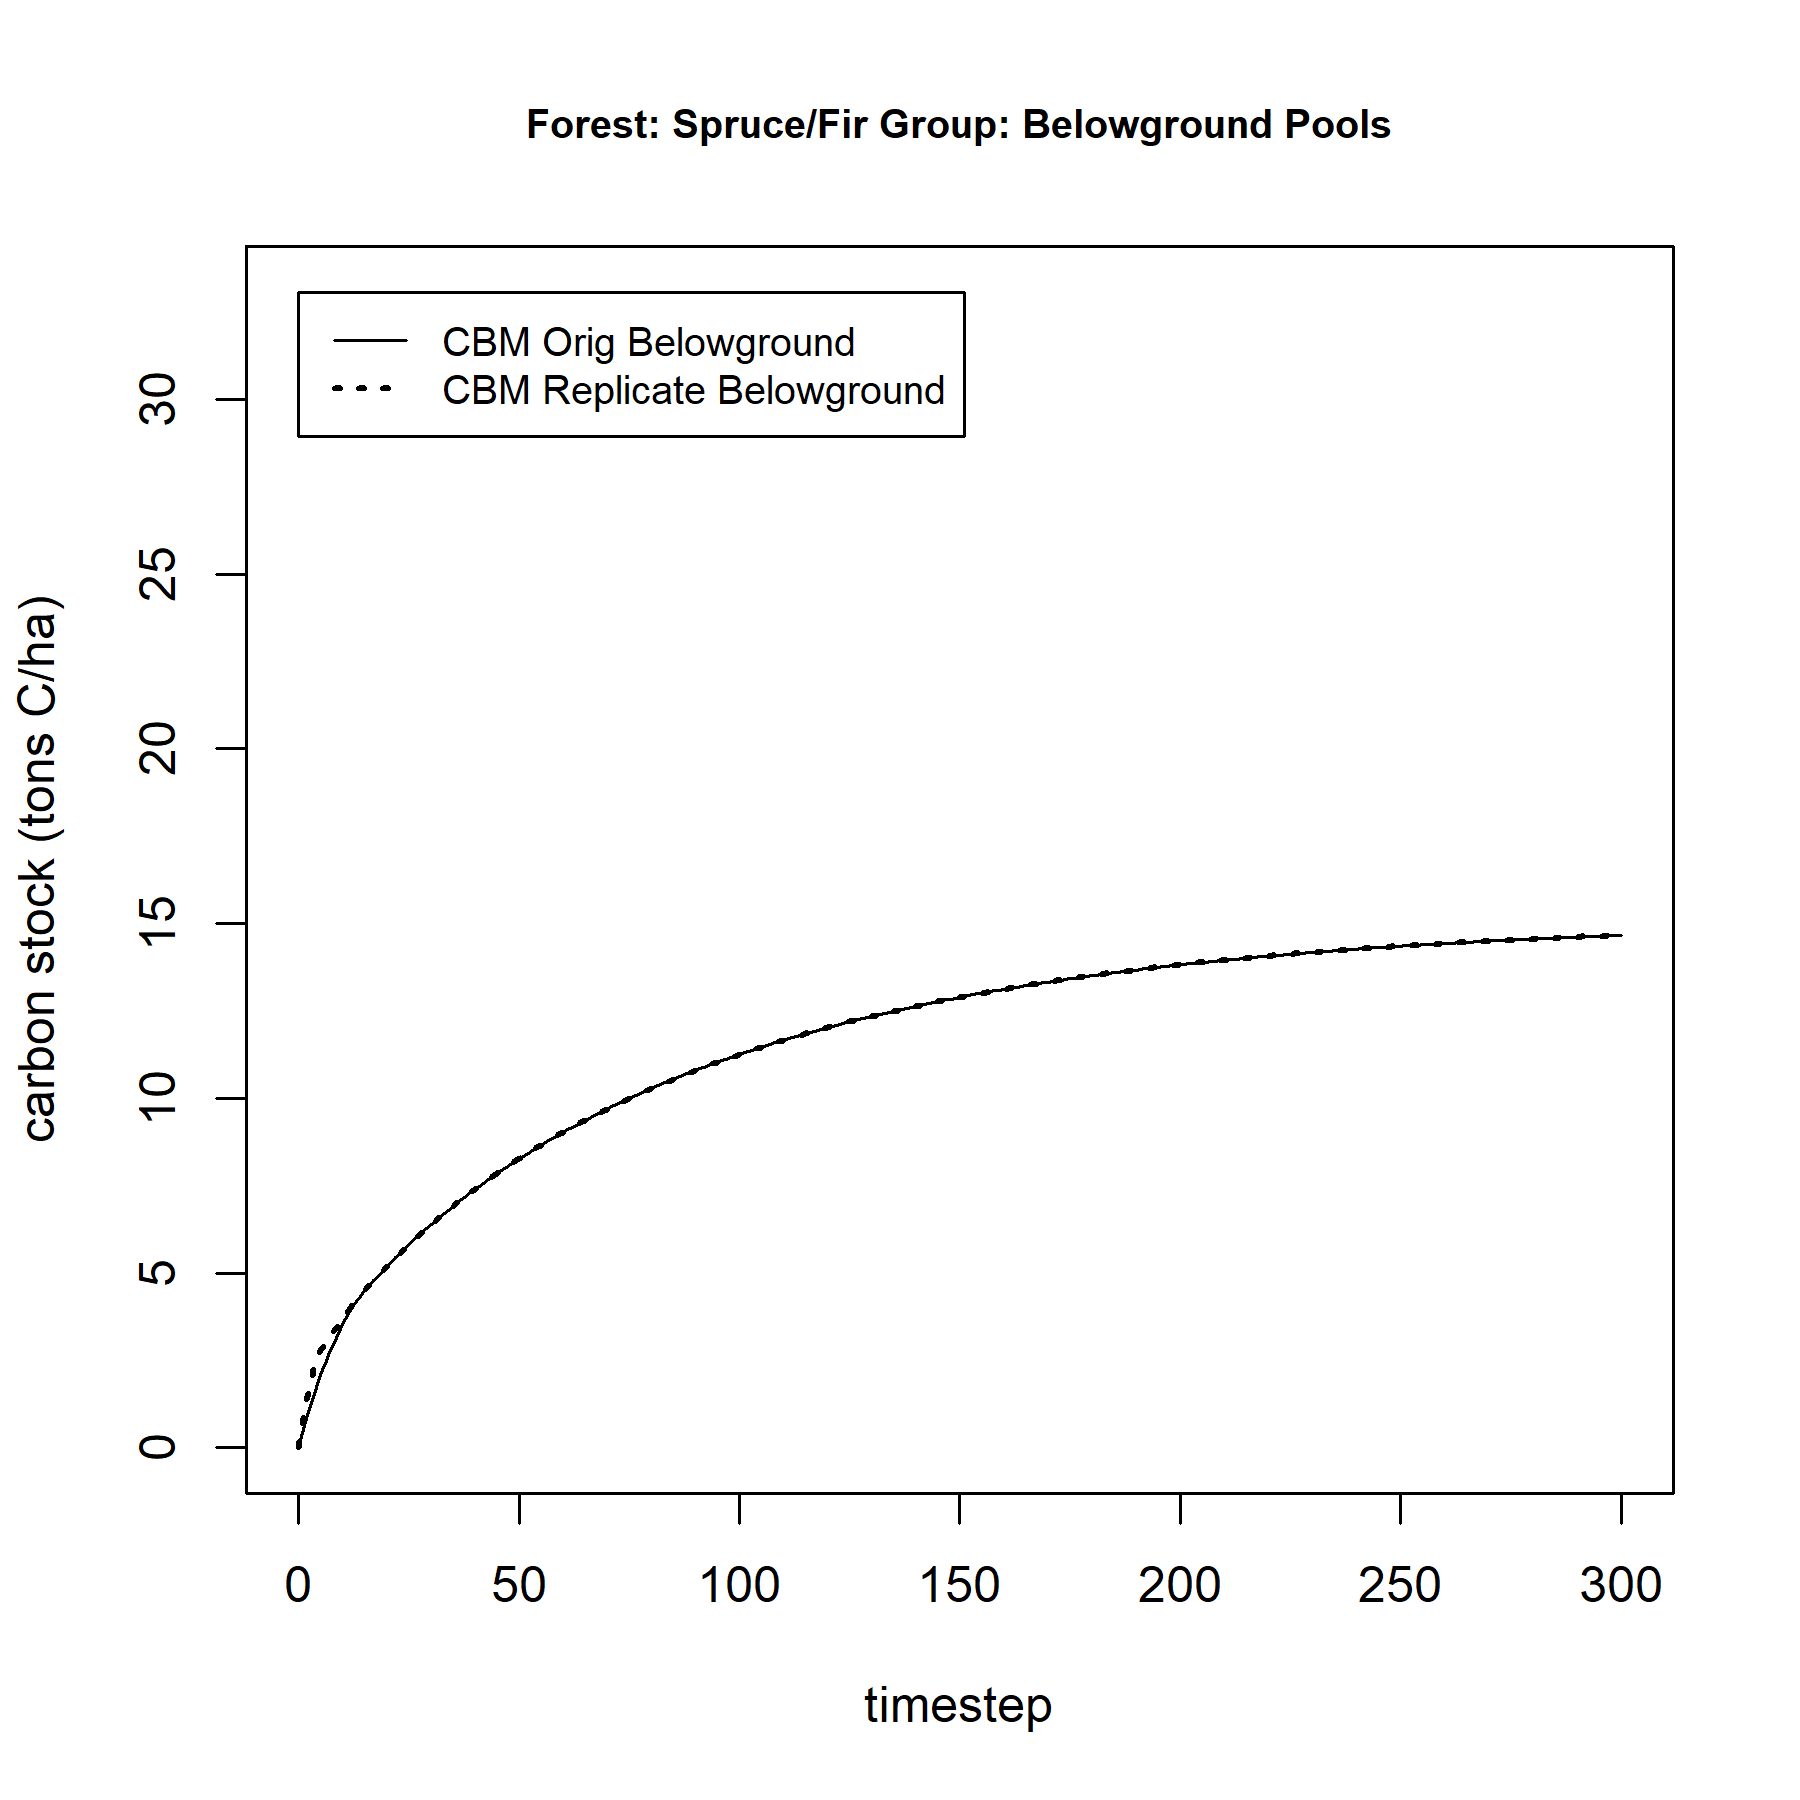 Forest: Spruce/Fir Group: Belowground Pools
CBM Orig Belowground
CBM Replicate Belowground
carbon stock (tons C/ha)
30
25
20
15
10
5
0
0 50 100 150 200 250 300
timestep